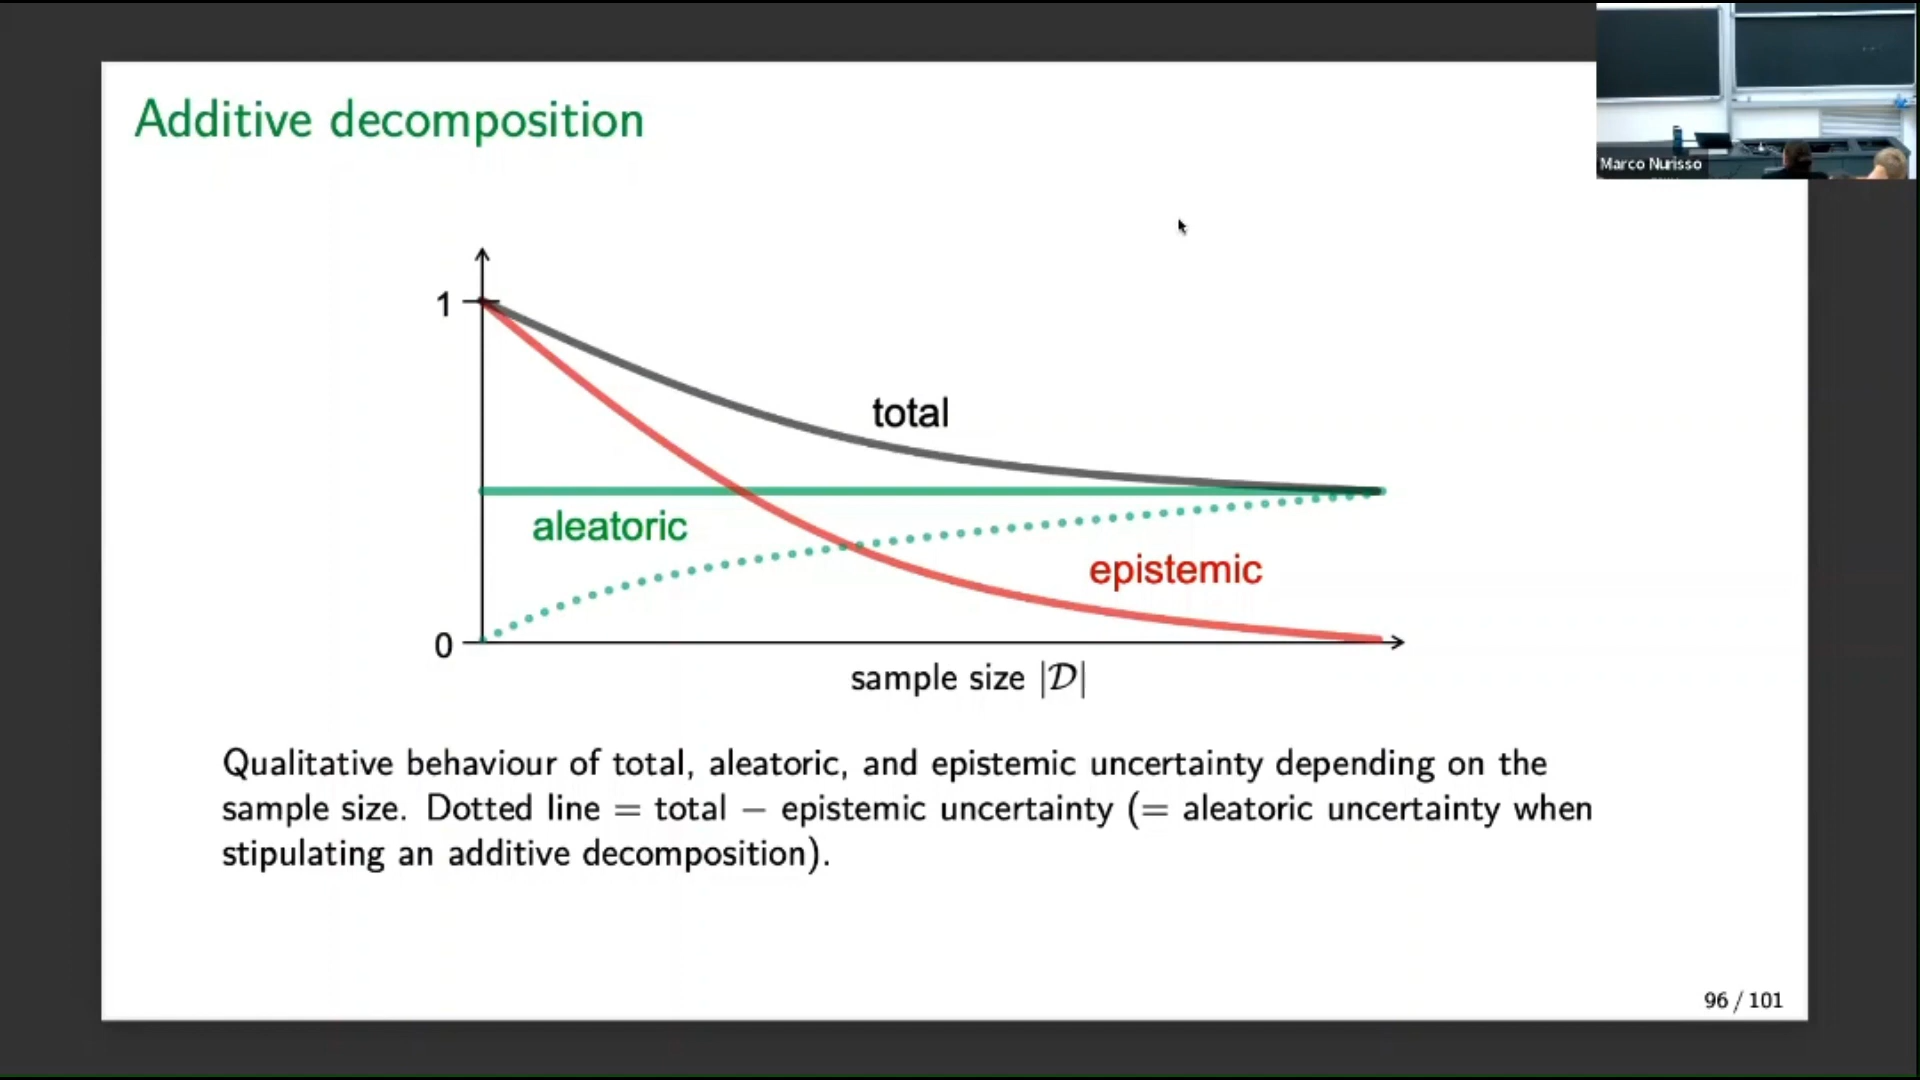 Additive decomposition
Marco Nurisso
1
total
aleatoric
epistemic
0
sample size |𝒟|
Qualitative behaviour of total, aleatoric, and epistemic uncertainty depending on the
sample size. Dotted line = total − epistemic uncertainty (= aleatoric uncertainty when
stipulating an additive decomposition).
96 / 101